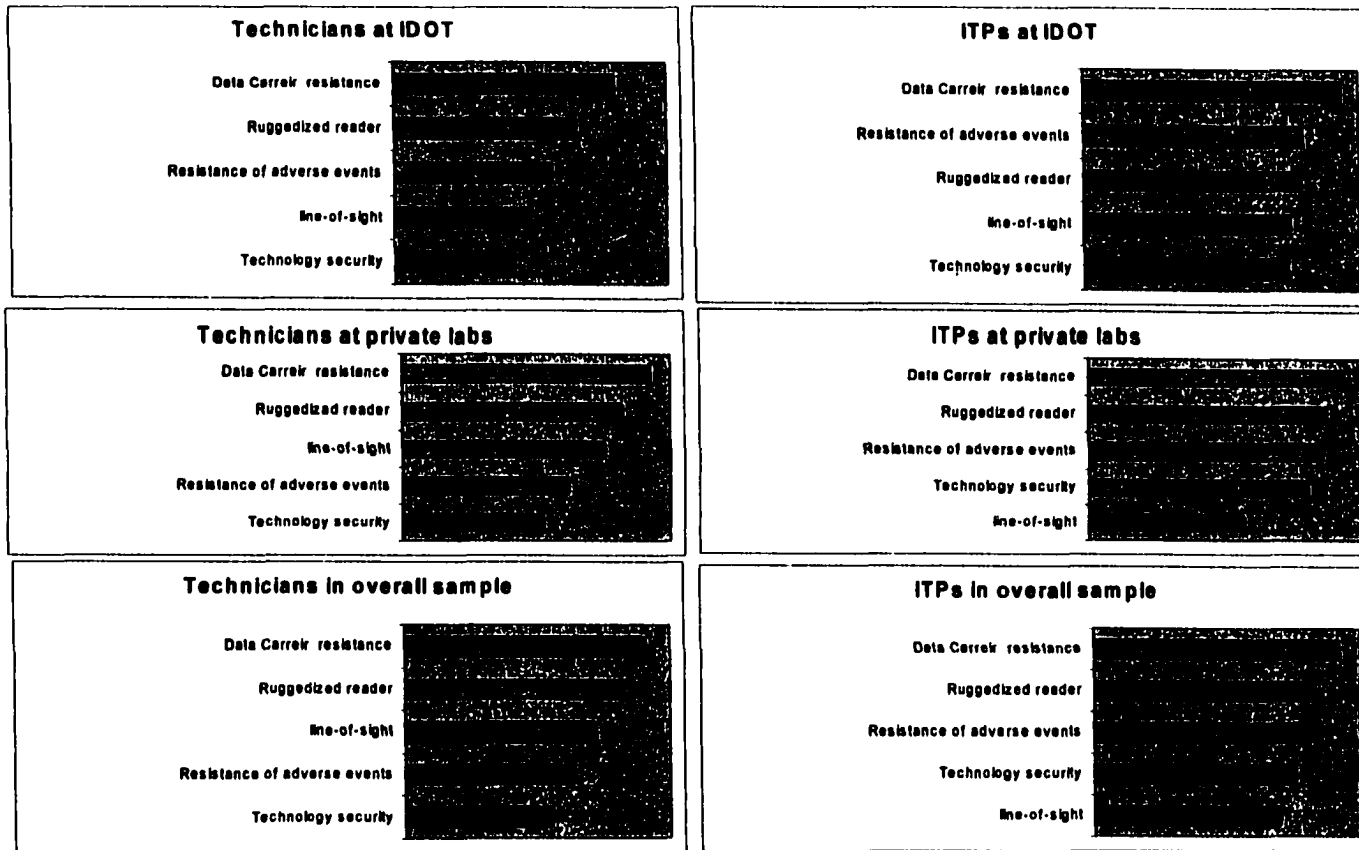 Technicians at IDOT
Data Carreir resistance
Ruggedized reader
Resistance of adverse events
line-of-sight
Technology security
ITPs at IDOT
Data Carreir resistance
Resistance of adverse events
Ruggedized reader
line-of-sight
Technology security
Technicians at private labs
Data Carreir resistance
Ruggedized reader
line-of-sight
Resistance of adverse events
Technology security
ITPs at private labs
Data Carreir resistance
Ruggedized reader
Resistance of adverse events
Technology security
line-of-sight
Technicians in overall sample
Data Carreir resistance
Ruggedized reader
line-of-sight
Resistance of adverse events
Technology security
ITPs in overall sample
Data Carreir resistance
Ruggedized reader
Resistance of adverse events
Technology security
line-of-sight